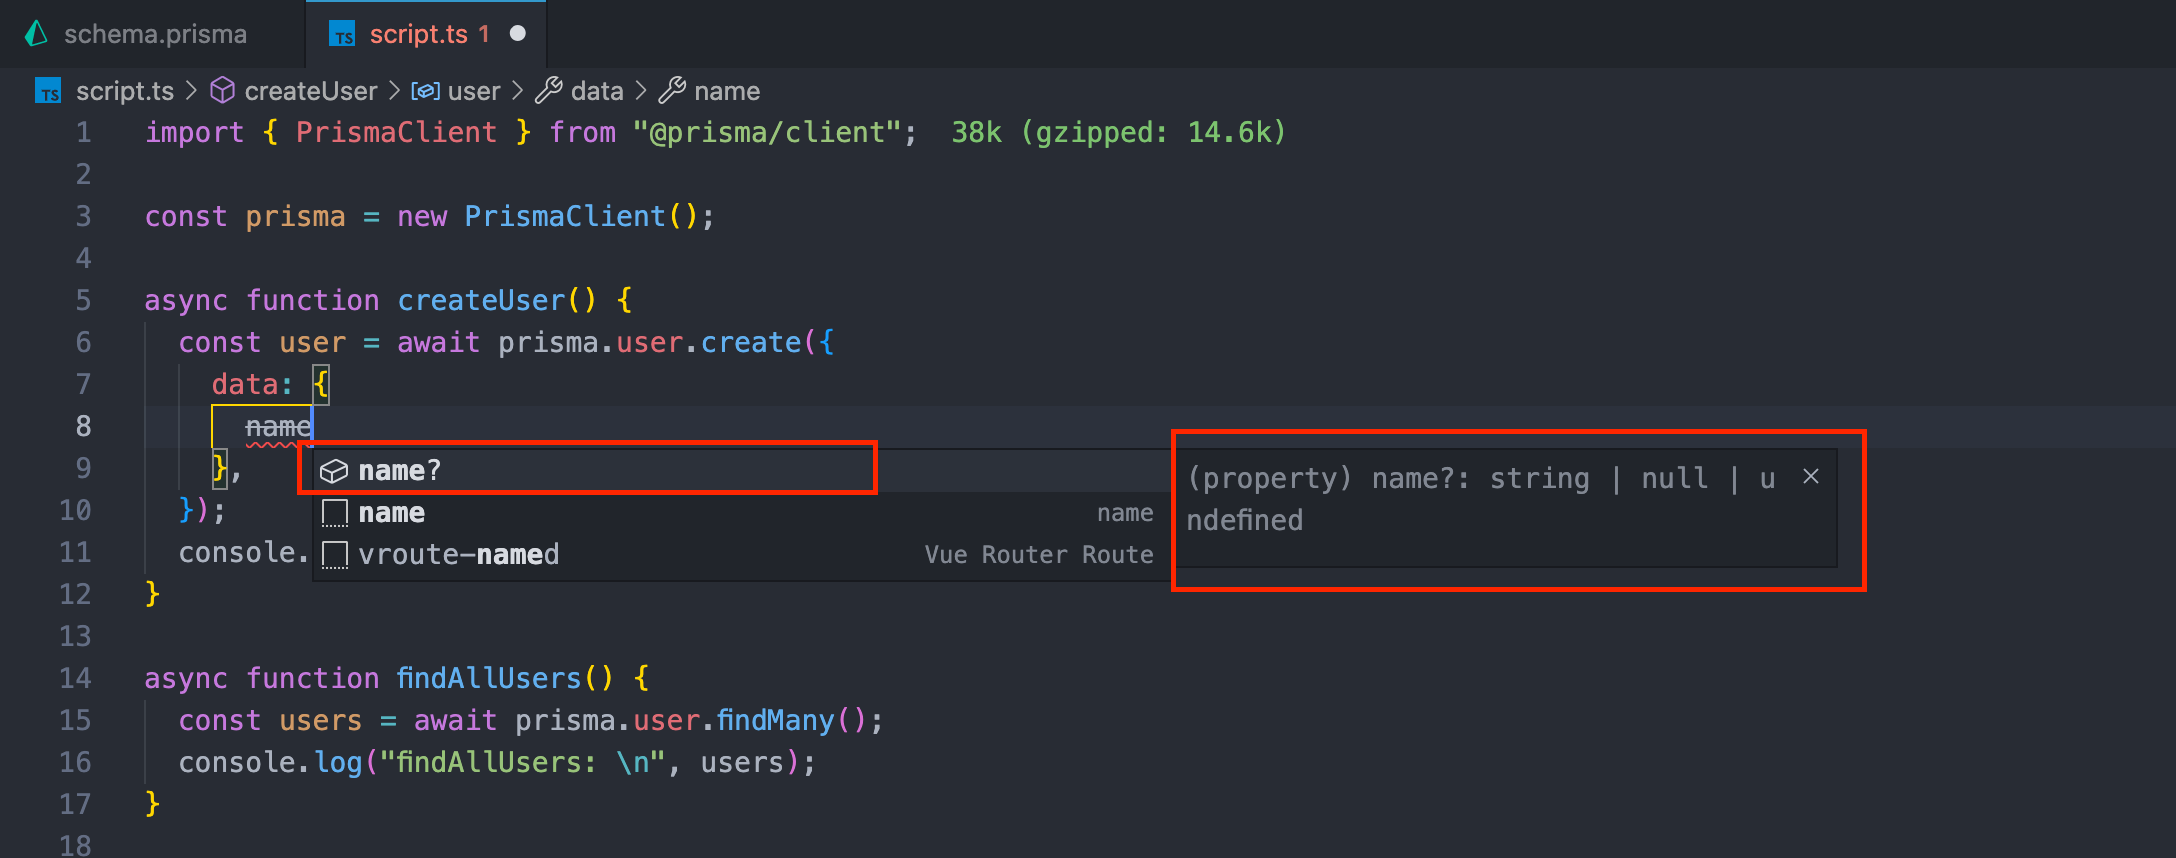 schema.prisma
TS script.ts 1
TS script.ts > createUser > user > data > name
1 import { PrismaClient } from "@prisma/client"; 38k (gzipped: 14.6k)
2
3 const prisma = new PrismaClient();
4
5 async function createUser() {
6 const user = await prisma.user.create({
7 data: {
8 name
9 },
name?
(property) name?: string | null | u
ndefined
10 });
name name
11 console.
vroute-named Vue Router Route
12 }
13
14 async function findAllUsers() {
15 const users = await prisma.user.findMany();
16 console.log("findAllUsers: \n", users);
17 }
18